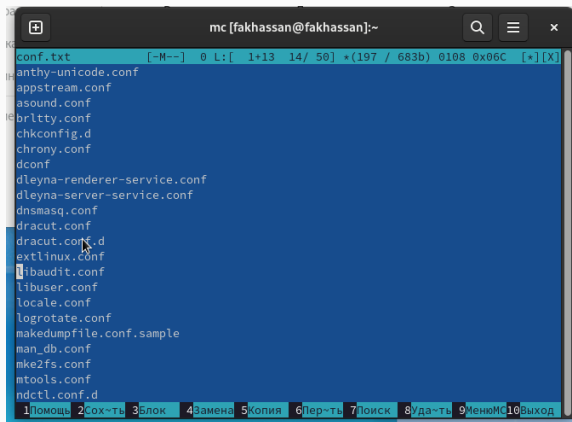 mc [fakhassan@fakhassan]:~
conf.txt [-M--] 0 L:[ 1+13 14/ 50] *(197 / 683b) 0108 0x06C [*][X]
anthy-unicode.conf
appstream.conf
asound.conf
brltty.conf
chkconfig.d
chrony.conf
dconf
dleyna-renderer-service.conf
dleyna-server-service.conf
dnsmasq.conf
dracut.conf
dracut.conf.d
extlinux.conf
libaudit.conf
libuser.conf
locale.conf
logrotate.conf
makedumpfile.conf.sample
man_db.conf
mke2fs.conf
mtools.conf
ndctl.conf.d
1Помощь 2Сох~ть 3Блок 4Замена 5Копия 6Пер~ть 7Поиск 8Уда~ть 9МенюМС 10Выход